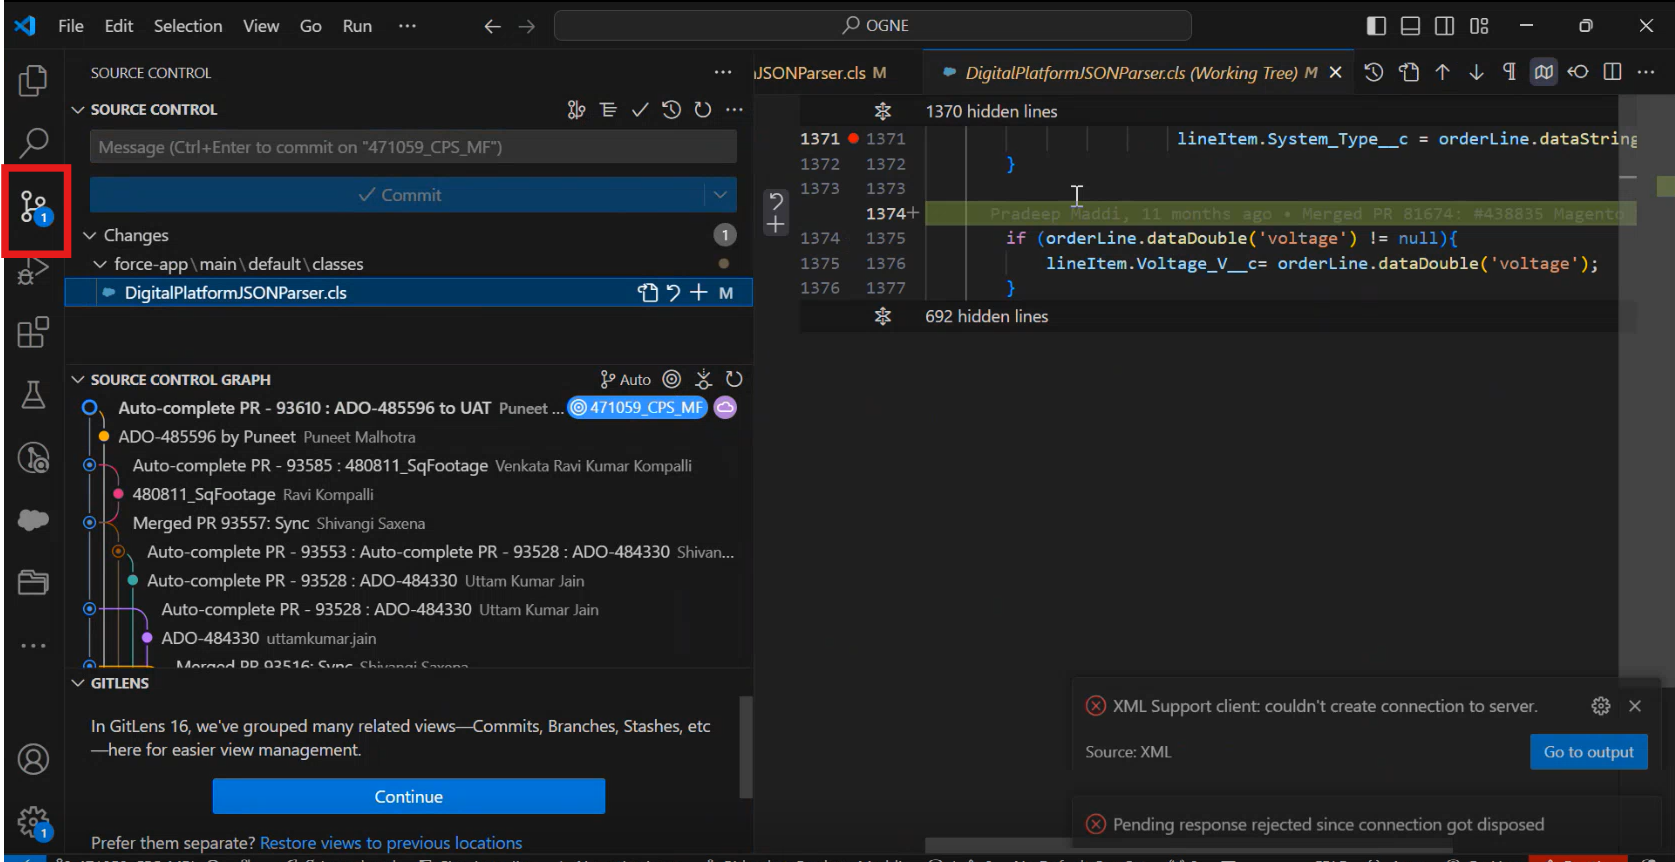 File Edit Selection View Go Run ··· OGNE
SOURCE CONTROL
JSONParser.cls M DigitalPlatformJSONParser.cls (Working Tree) M
SOURCE CONTROL
Message (Ctrl+Enter to commit on "471059_CPS_MF")
Commit
1
Changes 1
force-app\main\default\classes
DigitalPlatformJSONParser.cls M
SOURCE CONTROL GRAPH Auto
Auto-complete PR - 93610 : ADO-485596 to UAT Puneet ... 471059_CPS_MF
ADO-485596 by Puneet Puneet Malhotra
Auto-complete PR - 93585 : 480811_SqFootage Venkata Ravi Kumar Kompalli
480811_SqFootage Ravi Kompalli
Merged PR 93557: Sync Shivangi Saxena
Auto-complete PR - 93553 : Auto-complete PR - 93528 : ADO-484330 Shivan...
Auto-complete PR - 93528 : ADO-484330 Uttam Kumar Jain
Auto-complete PR - 93528 : ADO-484330 Uttam Kumar Jain
ADO-484330 uttamkumar.jain
Merged PR 93516: Sync Shivangi Saxena
GITLENS
In GitLens 16, we've grouped many related views—Commits, Branches, Stashes, etc
—here for easier view management.
Continue
Prefer them separate? Restore views to previous locations
1
1370 hidden lines
1371 1371 lineItem.System_Type__c = orderLine.dataString
1372 1372 }
1373 1373
1374+ Pradeep Maddi, 11 months ago • Merged PR 81674: #438835 Magento
1374 1375 if (orderLine.dataDouble('voltage') != null){
1375 1376 lineItem.Voltage_V__c= orderLine.dataDouble('voltage');
1376 1377 }
692 hidden lines
XML Support client: couldn't create connection to server.
Source: XML Go to output
Pending response rejected since connection got disposed